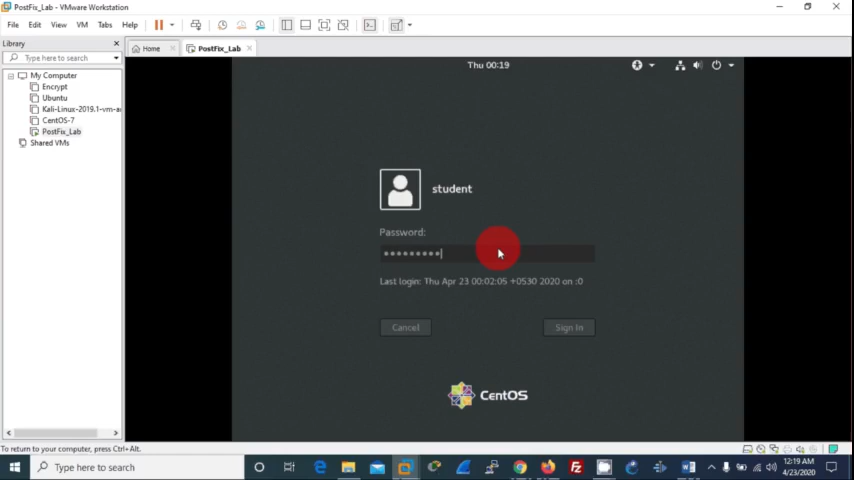 PostFix_Lab - VMware Workstation
File Edit View VM Tabs Help
Library
Type here to search
Home
PostFix_Lab
My Computer
Encrypt
Ubuntu
Kali-Linux-2019.1-vm-a
CentOS-7
PostFix_Lab
Shared VMs
Thu 00:19
student
Password:
Last login: Thu Apr 23 00:02:05 +0530 2020 on :0
Cancel
Sign In
CentOS
To return to your computer, press Ctrl+Alt.
Type here to search
12:19 AM
4/23/2020